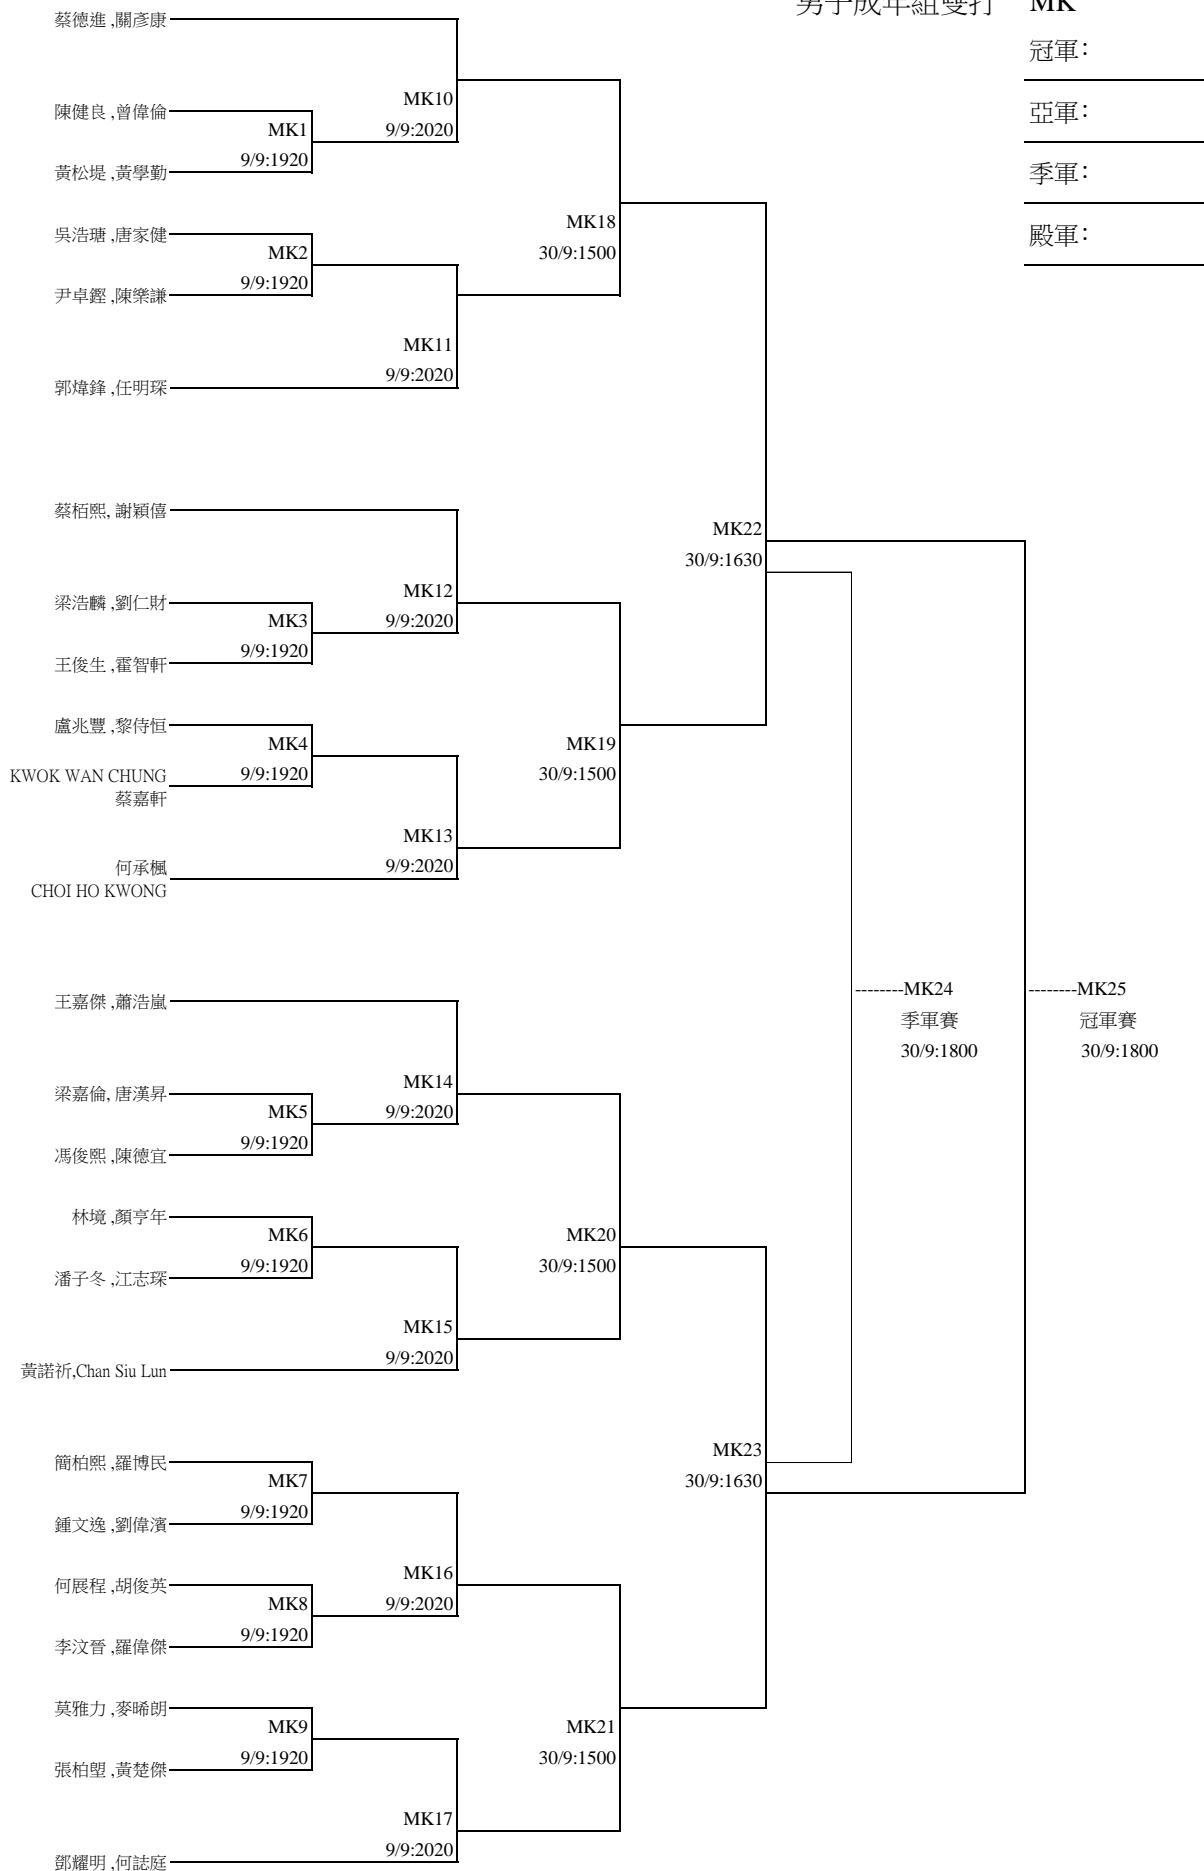 男子成年組雙打 MK
冠軍：
亞軍：
季軍：
殿軍：
蔡德進 ,關彥康
MK10
9/9:2020
陳健良 ,曾偉倫
MK1
9/9:1920
黃松堤 ,黃學勤
MK18
30/9:1500
吳浩瑭 ,唐家健
MK2
9/9:1920
尹卓鏗 ,陳樂謙
MK11
9/9:2020
郭煒鋒 ,任明琛
蔡栢熙, 謝穎僖
MK22
30/9:1630
MK12
9/9:2020
梁浩麟 ,劉仁財
MK3
9/9:1920
王俊生 ,霍智軒
盧兆豐 ,黎侍恒
MK4
9/9:1920
MK19
30/9:1500
KWOK WAN CHUNG
蔡嘉軒
MK13
9/9:2020
何承楓
CHOI HO KWONG
王嘉傑 ,蕭浩嵐
--------MK24
季軍賽
30/9:1800
--------MK25
冠軍賽
30/9:1800
MK14
9/9:2020
梁嘉倫, 唐漢昇
MK5
9/9:1920
馮俊熙 ,陳德宜
林境 ,顏亨年
MK6
9/9:1920
MK20
30/9:1500
潘子冬 ,江志琛
MK15
9/9:2020
黃諾祈,Chan Siu Lun
MK23
30/9:1630
簡柏熙 ,羅博民
MK7
9/9:1920
鍾文逸 ,劉偉濱
MK16
9/9:2020
何展程 ,胡俊英
MK8
9/9:1920
李汶晉 ,羅偉傑
莫雅力 ,麥晞朗
MK9
9/9:1920
MK21
30/9:1500
張柏塱 ,黃楚傑
MK17
9/9:2020
鄧耀明 ,何誌庭